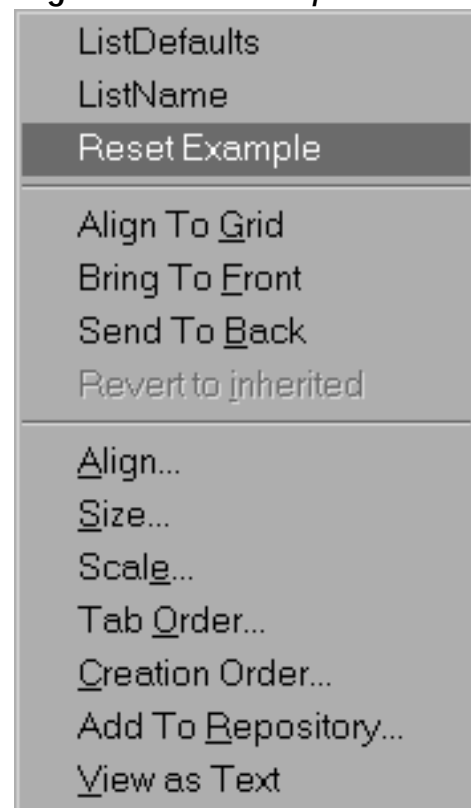 ListDefaults
ListName
Reset Example
Align To Grid
Bring To Front
Send To Back
Revert to inherited
Align...
Size...
Scale...
Tab Order...
Creation Order...
Add To Repository...
View as Text